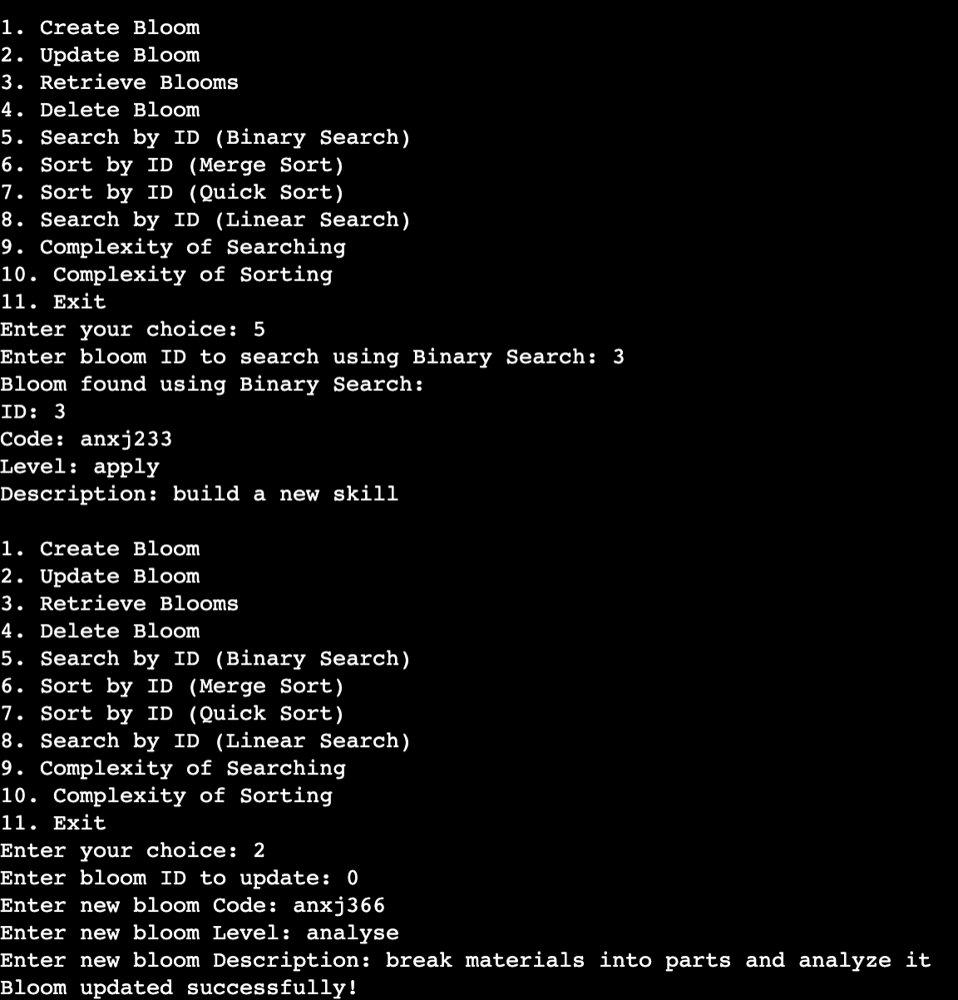 1. Create Bloom
2. Update Bloom
3. Retrieve Blooms
4. Delete Bloom
5. Search by ID (Binary Search)
6. Sort by ID (Merge Sort)
7. Sort by ID (Quick Sort)
8. Search by ID (Linear Search)
9. Complexity of Searching
10. Complexity of Sorting
11. Exit
Enter your choice: 5
Enter bloom ID to search using Binary Search: 3
Bloom found using Binary Search:
ID: 3
Code: anxj233
Level: apply
Description: build a new skill
1. Create Bloom
2. Update Bloom
3. Retrieve Blooms
4. Delete Bloom
5. Search by ID (Binary Search)
6. Sort by ID (Merge Sort)
7. Sort by ID (Quick Sort)
8. Search by ID (Linear Search)
9. Complexity of Searching
10. Complexity of Sorting
11. Exit
Enter your choice: 2
Enter bloom ID to update: 0
Enter new bloom Code: anxj366
Enter new bloom Level: analyse
Enter new bloom Description: break materials into parts and analyze it
Bloom updated successfully!